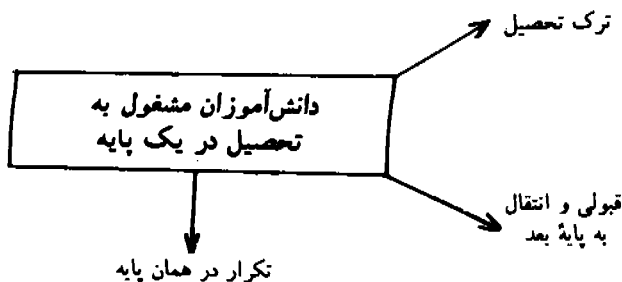 ترک تحصیل
دانش‌آموزان مشغول به
تحصیل در یک پایه
قبولی و انتقال
به پایهٔ بعد
تکرار در همان پایه